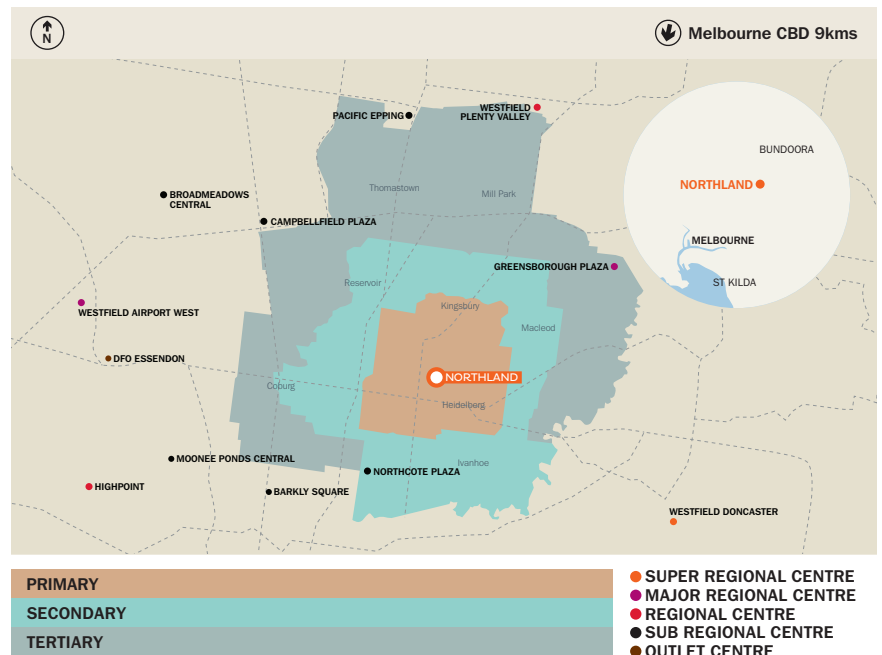 N
Melbourne CBD 9kms
PACIFIC EPPING
WESTFIELD
PLENTY VALLEY
BUNDOORA
NORTHLAND
MELBOURNE
ST KILDA
Thomastown
Mill Park
BROADMEADOWS
CENTRAL
CAMPBELLFIELD PLAZA
GREENSBOROUGH PLAZA
Reservoir
Kingsbury
WESTFIELD AIRPORT WEST
Macleod
DFO ESSENDON
NORTHLAND
Coburg
Heidelberg
MOONEE PONDS CENTRAL
Ivanhoe
NORTHCOTE PLAZA
HIGHPOINT
BARKLY SQUARE
WESTFIELD DONCASTER
PRIMARY
SECONDARY
TERTIARY
SUPER REGIONAL CENTRE
MAJOR REGIONAL CENTRE
REGIONAL CENTRE
SUB REGIONAL CENTRE
OUTLET CENTRE